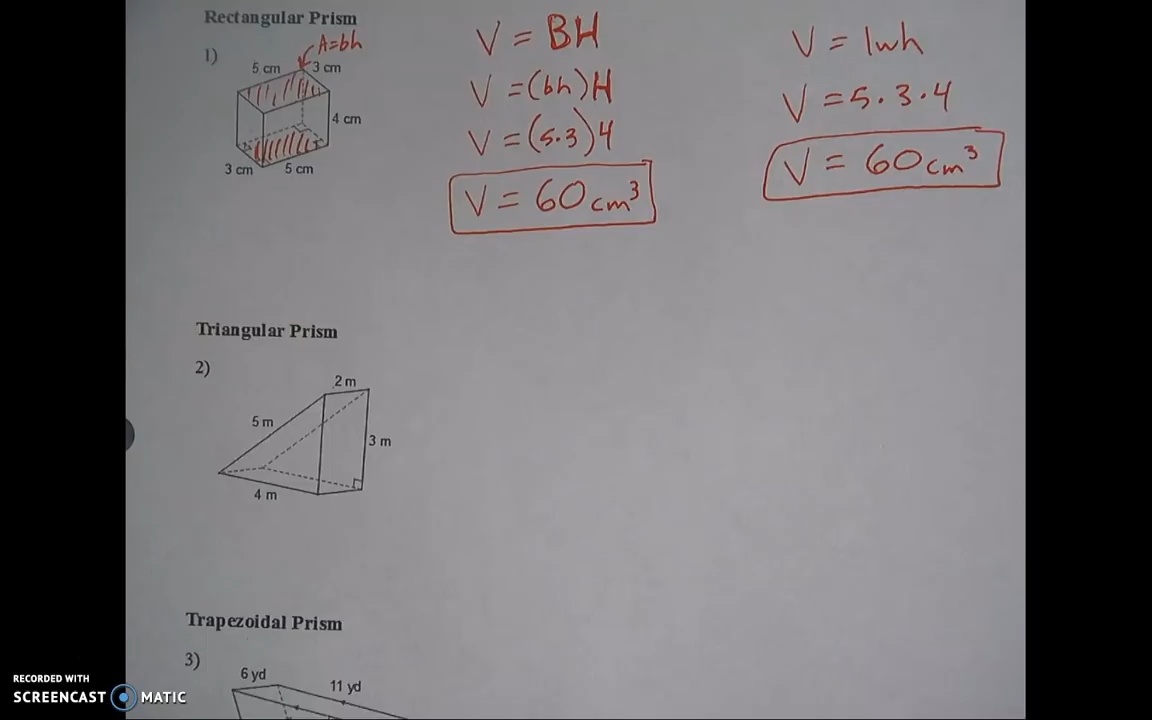 Rectangular Prism
1)
A=bh
5 cm
3 cm
4 cm
3 cm
5 cm
V = BH
V = (bh)H
V = (5·3)4
V = 60cm³
V = lwh
V = 5·3·4
V = 60cm³
Triangular Prism
2)
2 m
5 m
3 m
4 m
Trapezoidal Prism
3)
6 yd
11 yd
RECORDED WITH
SCREENCAST MATIC